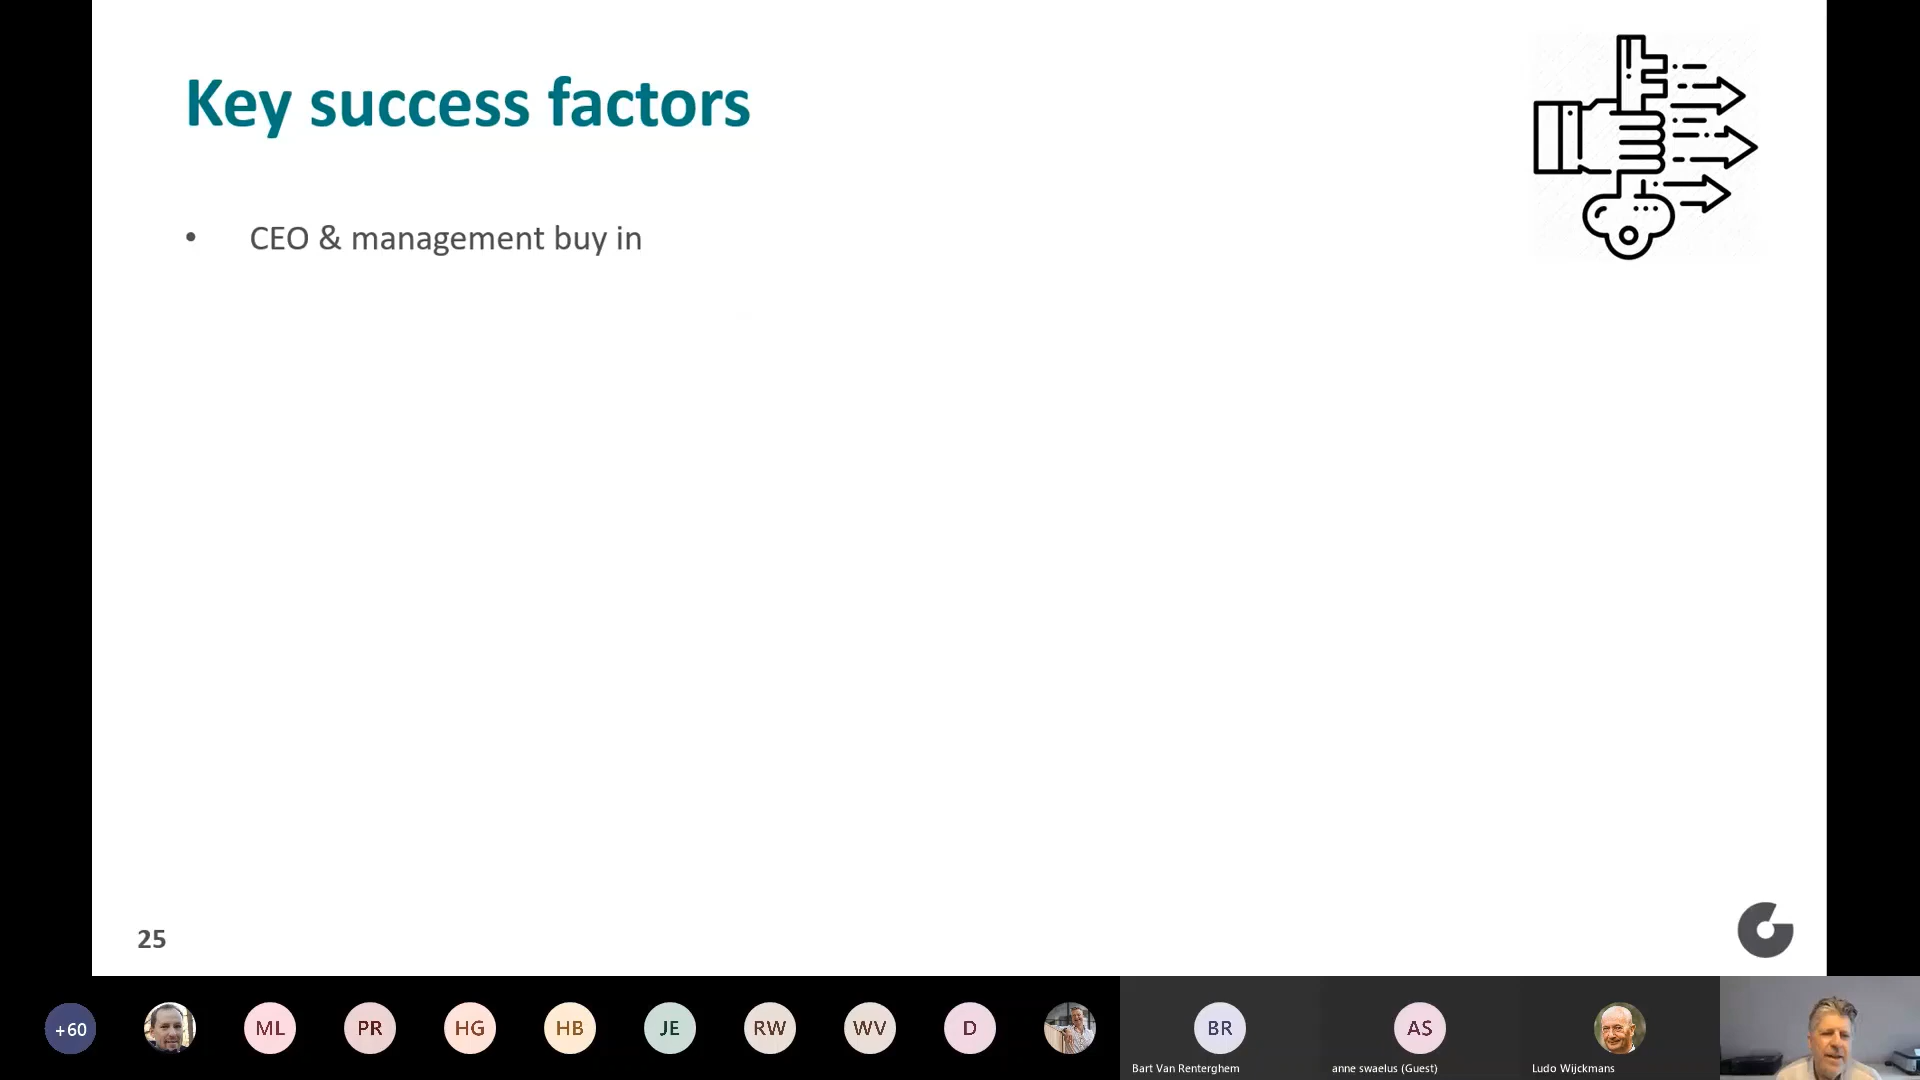 Key success factors
• CEO & management buy in
25
+60
ML
PR
HG
HB
JE
RW
WV
D
BR
AS
Bart Van Renterghem
anne swaelus (Guest)
Ludo Wijckmans